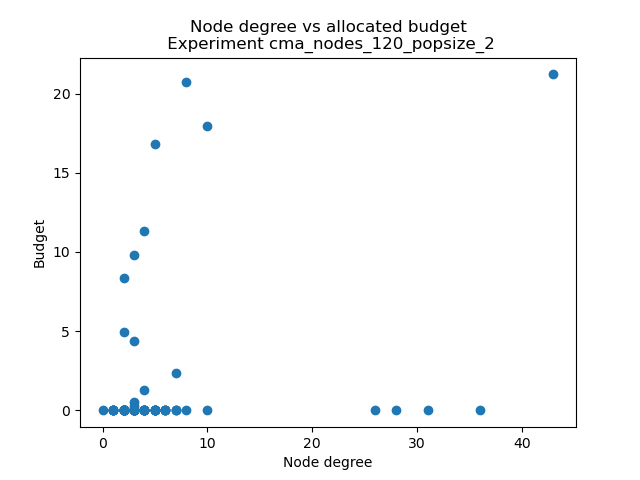 Node degree vs allocated budget
Experiment cma_nodes_120_popsize_2
20
15
10
5
0
Budget
0 10 20 30 40
Node degree